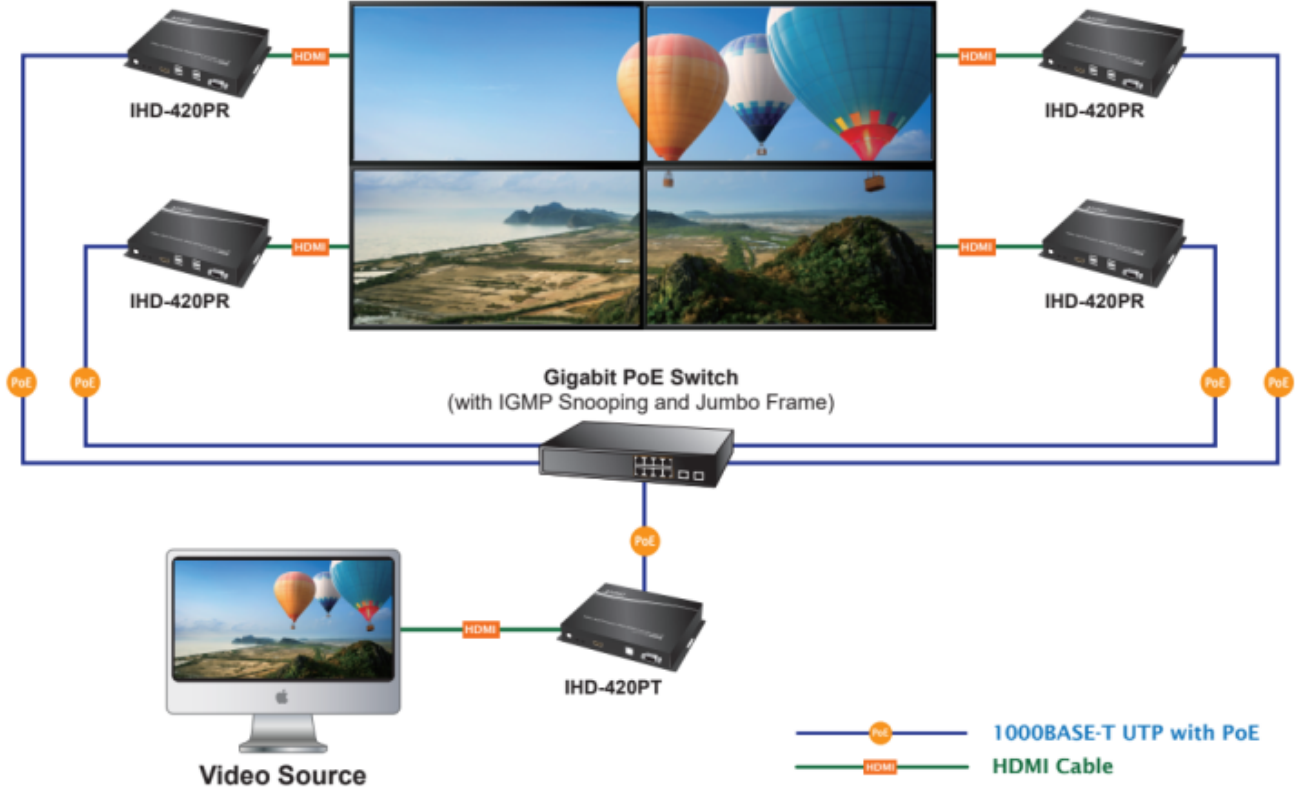 HDMI
HDMI
IHD-420PR
IHD-420PR
HDMI
HDMI
IHD-420PR
IHD-420PR
PoE
PoE
Gigabit PoE Switch
(with IGMP Snooping and Jumbo Frame)
PoE
PoE
PoE
HDMI
IHD-420PT
Video Source
PoE 1000BASE-T UTP with PoE
HDMI HDMI Cable